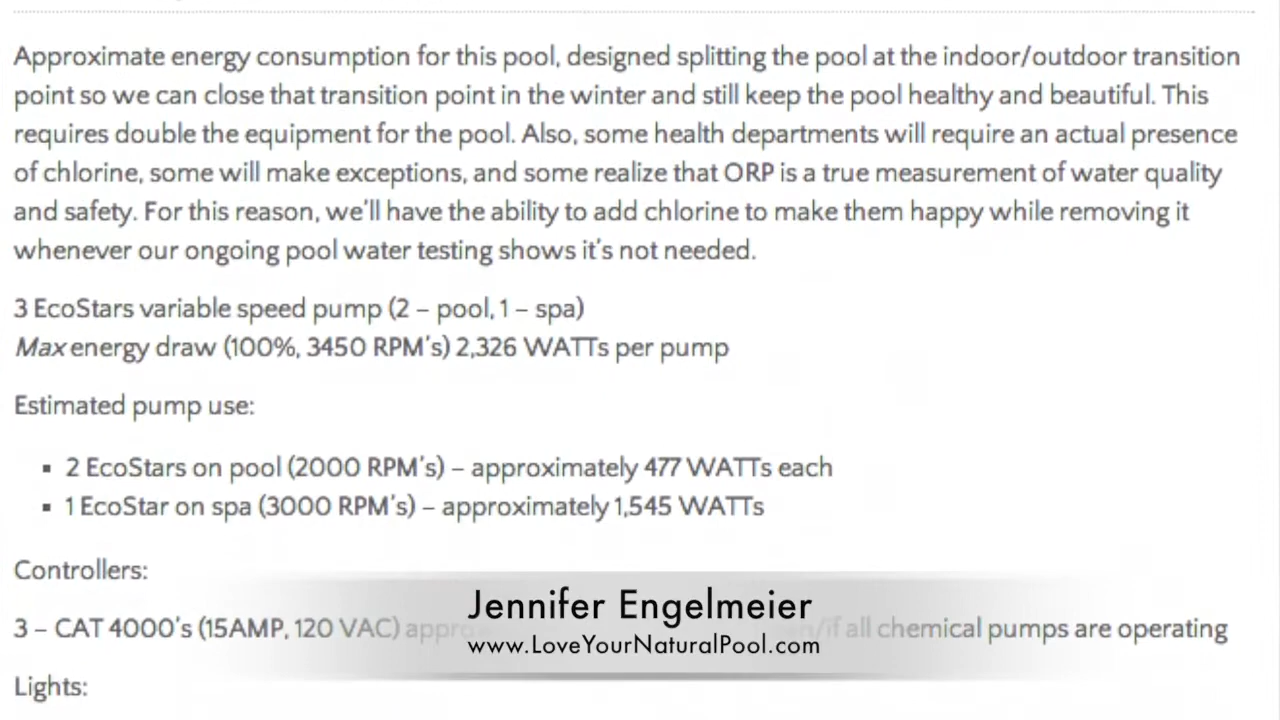 Approximate energy consumption for this pool, designed splitting the pool at the indoor/outdoor transition
point so we can close that transition point in the winter and still keep the pool healthy and beautiful. This
requires double the equipment for the pool. Also, some health departments will require an actual presence
of chlorine, some will make exceptions, and some realize that ORP is a true measurement of water quality
and safety. For this reason, we'll have the ability to add chlorine to make them happy while removing it
whenever our ongoing pool water testing shows it's not needed.
3 EcoStars variable speed pump (2 – pool, 1 – spa)
Max energy draw (100%, 3450 RPM's) 2,326 WATTs per pump
Estimated pump use:
▪ 2 EcoStars on pool (2000 RPM's) – approximately 477 WATTs each
▪ 1 EcoStar on spa (3000 RPM's) – approximately 1,545 WATTs
Controllers:
3 – CAT 4000's (15AMP, 120 VAC) all chemical pumps are operating
Jennifer Engelmeier
www.LoveYourNaturalPool.com
Lights: